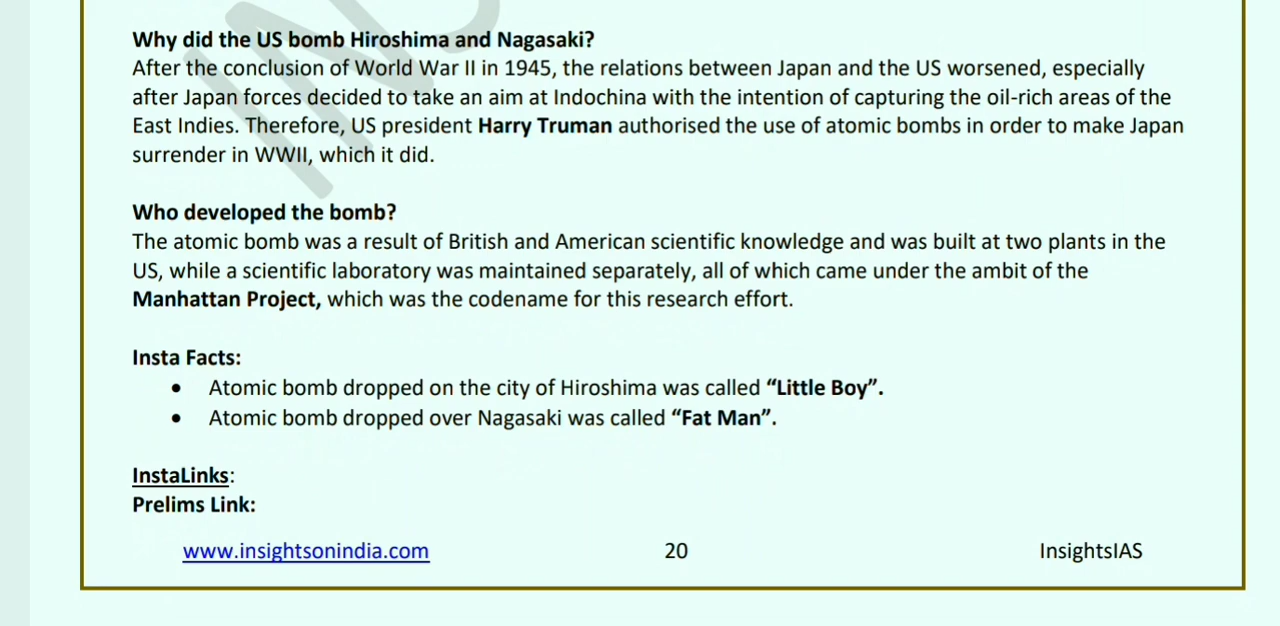 Why did the US bomb Hiroshima and Nagasaki?
After the conclusion of World War II in 1945, the relations between Japan and the US worsened, especially
after Japan forces decided to take an aim at Indochina with the intention of capturing the oil-rich areas of the
East Indies. Therefore, US president Harry Truman authorised the use of atomic bombs in order to make Japan
surrender in WWII, which it did.
Who developed the bomb?
The atomic bomb was a result of British and American scientific knowledge and was built at two plants in the
US, while a scientific laboratory was maintained separately, all of which came under the ambit of the
Manhattan Project, which was the codename for this research effort.
Insta Facts:
• Atomic bomb dropped on the city of Hiroshima was called “Little Boy”.
• Atomic bomb dropped over Nagasaki was called “Fat Man”.
InstaLinks:
Prelims Link:
www.insightsonindia.com 20 InsightsIAS